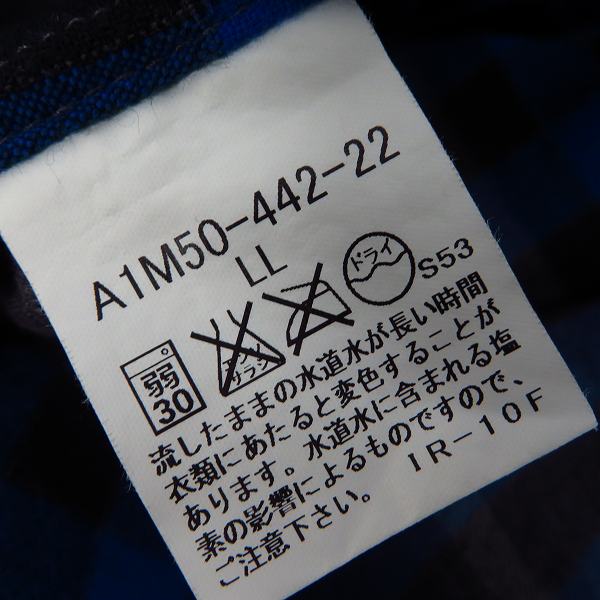 A1M50-442-22
LL
弱
30
サラシ
ドライ
S53
流したままの水道水が長い時間
衣類にあたると変色することが
あります。水道水に含まれる塩
素の影響によるものですので、
ご注意下さい。 IR-10F